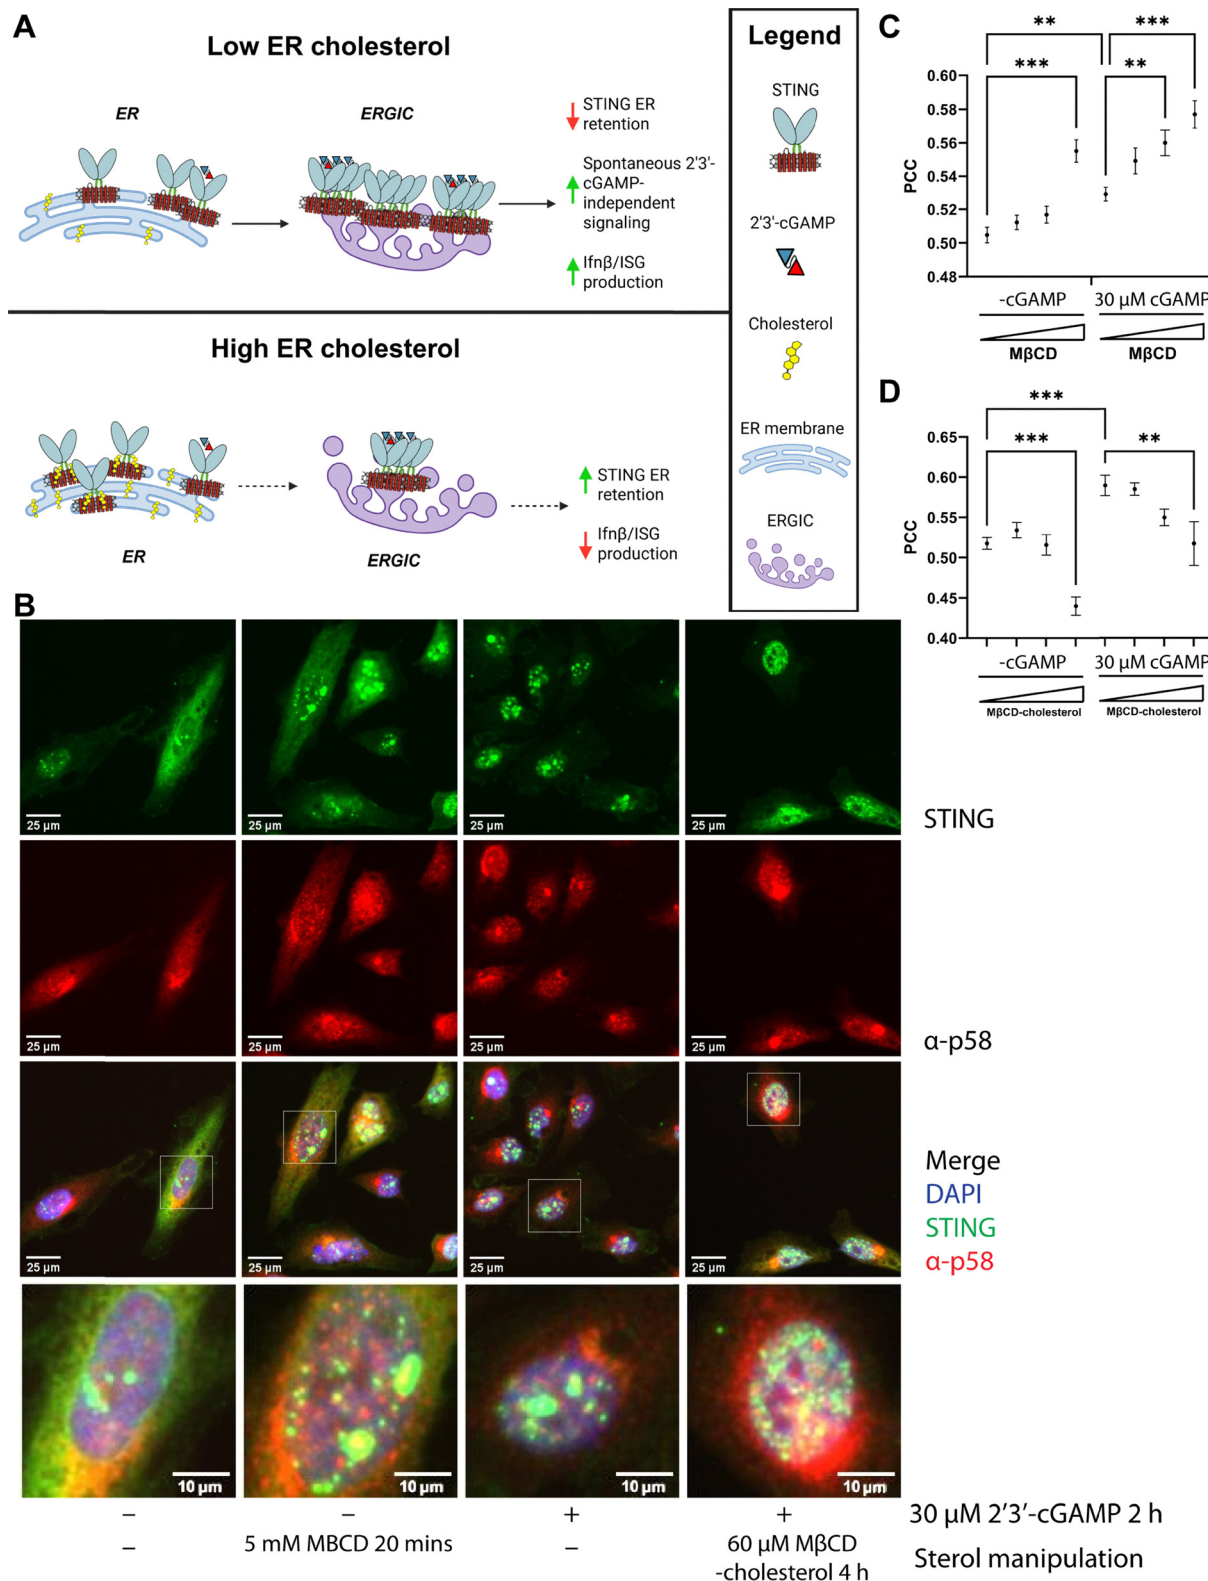 A
Low ER cholesterol
ER
ERGIC
STING ER
retention
Spontaneous 2'3'-
cGAMP-
independent
signaling
Ifnβ/ISG
production
High ER cholesterol
ER
ERGIC
STING ER
retention
Ifnβ/ISG
production
Legend
STING
2'3'-cGAMP
Cholesterol
ER membrane
ERGIC
C
**
***
***
**
0.60
0.58
0.56
0.54
0.52
0.50
0.48
PCC
-cGAMP
30 µM cGAMP
MβCD
MβCD
D
***
***
**
0.65
0.60
0.55
0.50
0.45
0.40
PCC
-cGAMP
30 µM cGAMP
MβCD-cholesterol
MβCD-cholesterol
B
25 µm
25 µm
25 µm
25 µm
STING
25 µm
25 µm
25 µm
25 µm
α-p58
25 µm
25 µm
25 µm
25 µm
Merge
DAPI
STING
α-p58
10 µm
10 µm
10 µm
10 µm
– – + + 30 µM 2'3'-cGAMP 2 h
– 5 mM MBCD 20 mins – 60 µM MβCD
-cholesterol 4 h
Sterol manipulation